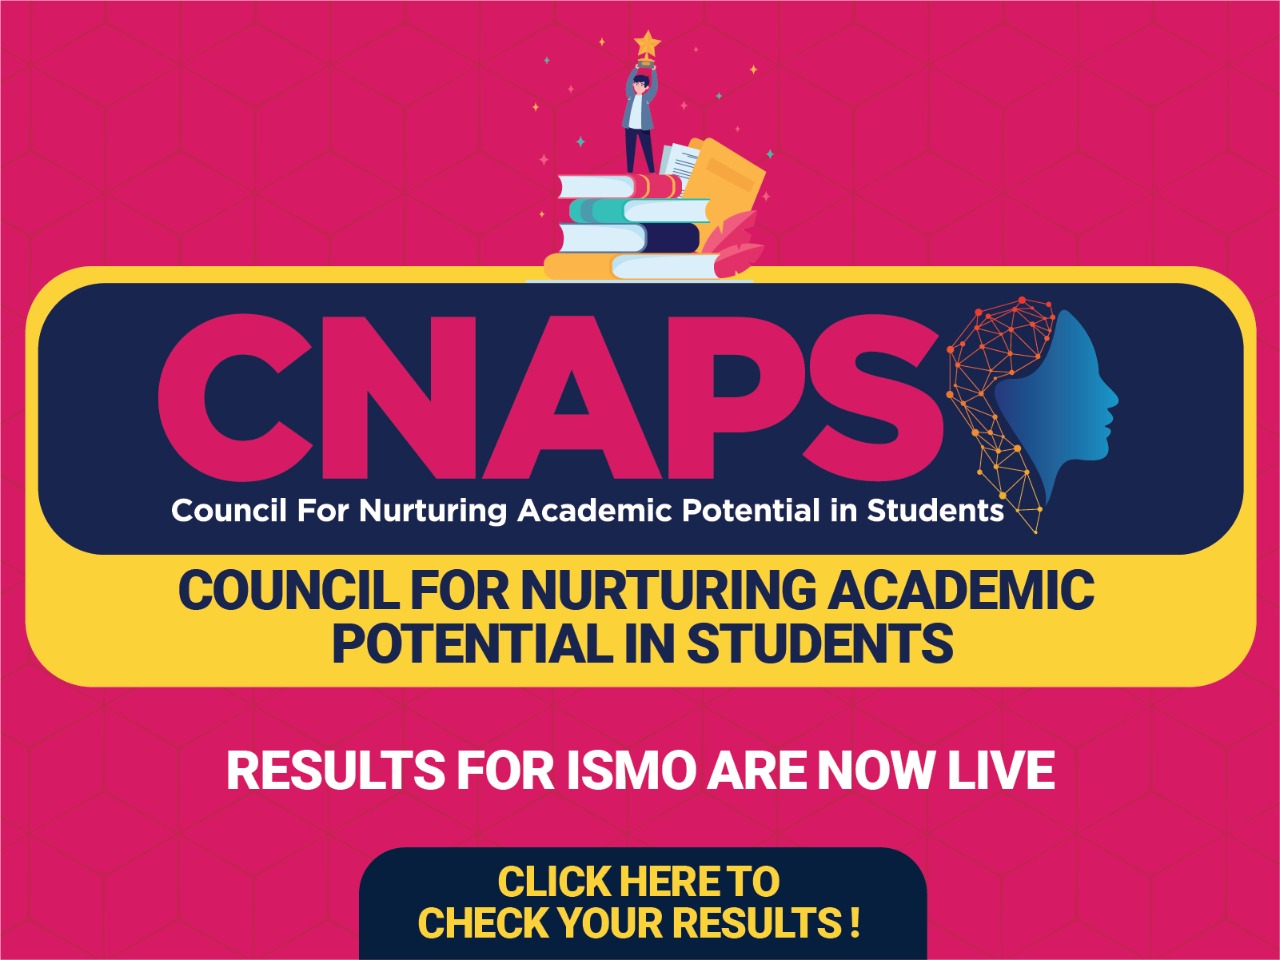 CNAPS
Council For Nurturing Academic Potential in Students
COUNCIL FOR NURTURING ACADEMIC
POTENTIAL IN STUDENTS
RESULTS FOR ISMO ARE NOW LIVE
CLICK HERE TO
CHECK YOUR RESULTS !